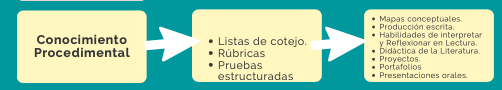 Conocimiento
Procedimental
• Listas de cotejo.
• Rúbricas
• Pruebas
estructuradas
• Mapas conceptuales.
• Producción escrita.
• Habilidades de interpretar
y Reflexionar en Lectura.
• Didáctica de la Literatura.
• Proyectos.
• Portafolios
• Presentaciones orales.